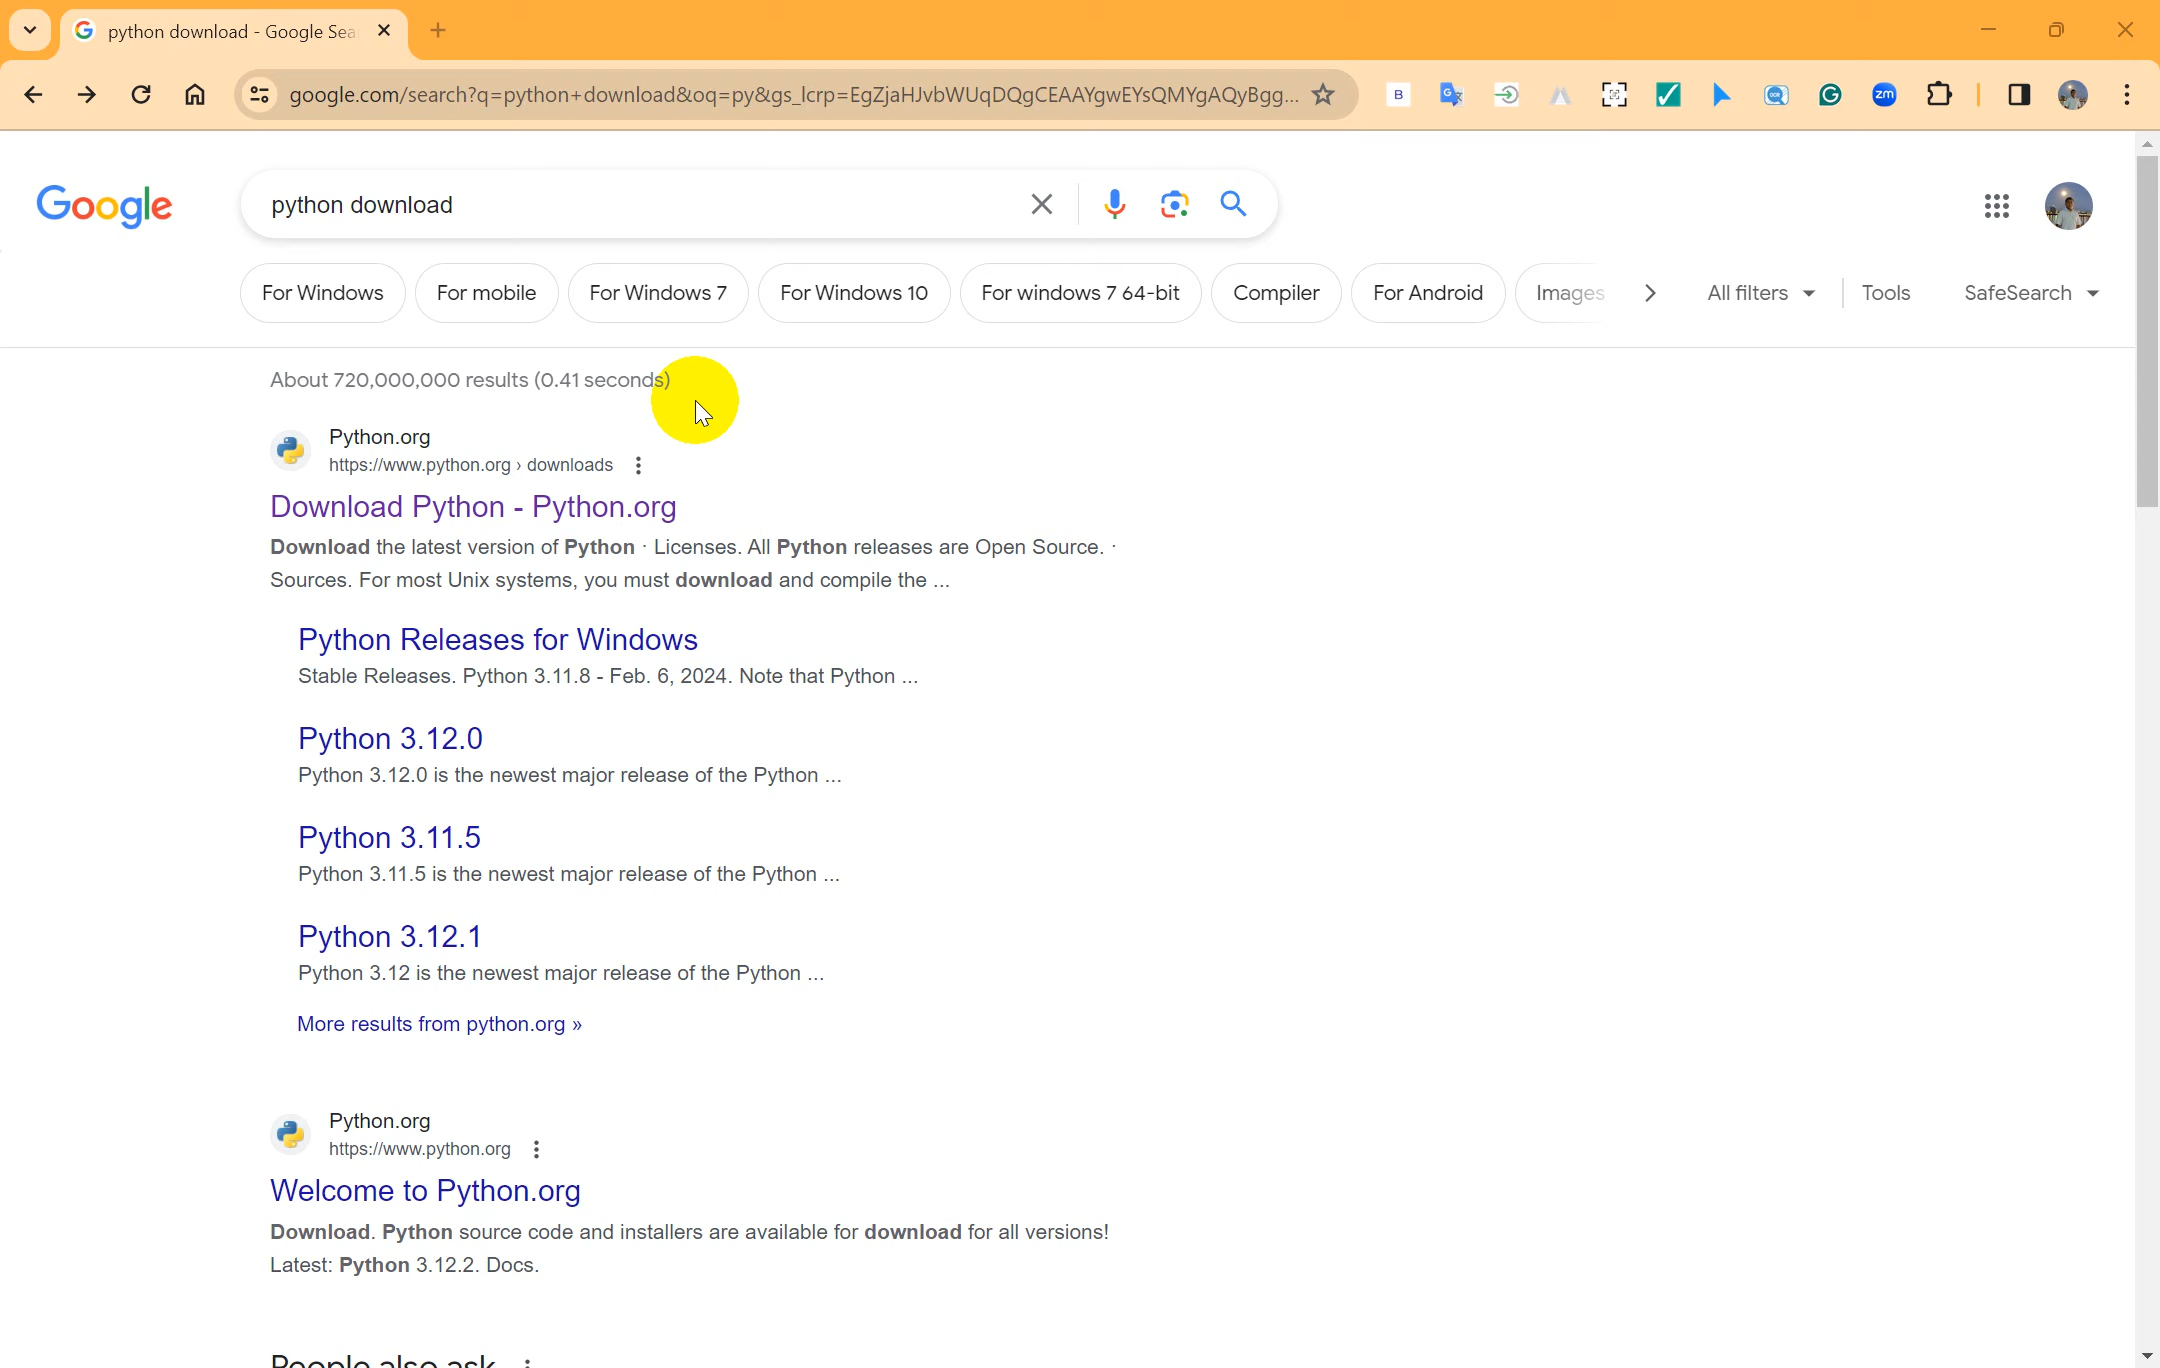 python download - Google Sea
google.com/search?q=python+download&oq=py&gs_lcrp=EgZjaHJvbWUqDQgCEAAYgwEYsQMYgAQyBgg...
B
zm
Google
python download
For Windows
For mobile
For Windows 7
For Windows 10
For windows 7 64-bit
Compiler
For Android
Images
All filters
Tools
SafeSearch
About 720,000,000 results (0.41 seconds)
Python.org
https://www.python.org › downloads
Download Python - Python.org
Download the latest version of Python · Licenses. All Python releases are Open Source. ·
Sources. For most Unix systems, you must download and compile the ...
Python Releases for Windows
Stable Releases. Python 3.11.8 - Feb. 6, 2024. Note that Python ...
Python 3.12.0
Python 3.12.0 is the newest major release of the Python ...
Python 3.11.5
Python 3.11.5 is the newest major release of the Python ...
Python 3.12.1
Python 3.12 is the newest major release of the Python ...
More results from python.org »
Python.org
https://www.python.org
Welcome to Python.org
Download. Python source code and installers are available for download for all versions!
Latest: Python 3.12.2. Docs.
People also ask